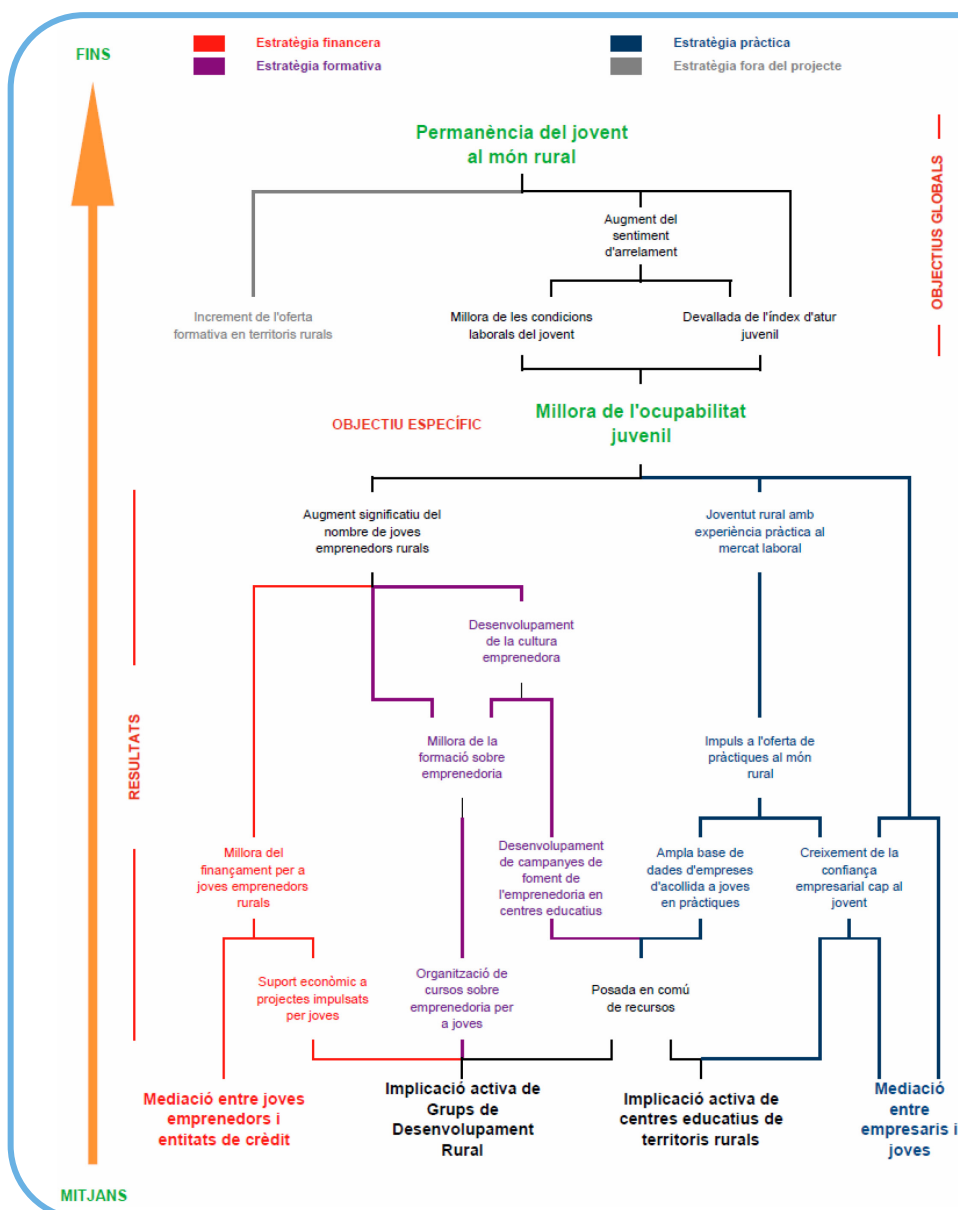 FINS
Estratègia financera
Estratègia formativa
Estratègia pràctica
Estratègia fora del projecte
Permanència del jovent
al món rural
OBJECTIUS GLOBALS
Augment del
sentiment
d'arrelament
Increment de l'oferta
formativa en territoris rurals
Millora de les condicions
laborals del jovent
Devallada de l'índex d'atur
juvenil
OBJECTIU ESPECÍFIC
Millora de l'ocupabilitat
juvenil
Augment significatiu del
nombre de joves
emprenedors rurals
Joventut rural amb
experiència pràctica al
mercat laboral
Desenvolupament
de la cultura
emprenedora
RESULTATS
Millora de la
formació sobre
emprenedoria
Impuls a l'oferta de
pràctiques al món
rural
Millora del
finançament per a
joves emprenedors
rurals
Desenvolupament
de campanyes de
foment de
l'emprenedoria en
centres educatius
Ampla base de
dades d'empreses
d'acollida a joves
en pràctiques
Creixement de la
confiança
empresarial cap al
jovent
Suport econòmic a
projectes impulsats
per joves
Organització de
cursos sobre
emprenedoria per
a joves
Posada en comú
de recursos
Mediació entre joves
emprenedors i
entitats de crèdit
Implicació activa de
Grups de
Desenvolupament
Rural
Implicació activa de
centres educatius de
territoris rurals
Mediació
entre
empresaris i
joves
MITJANS